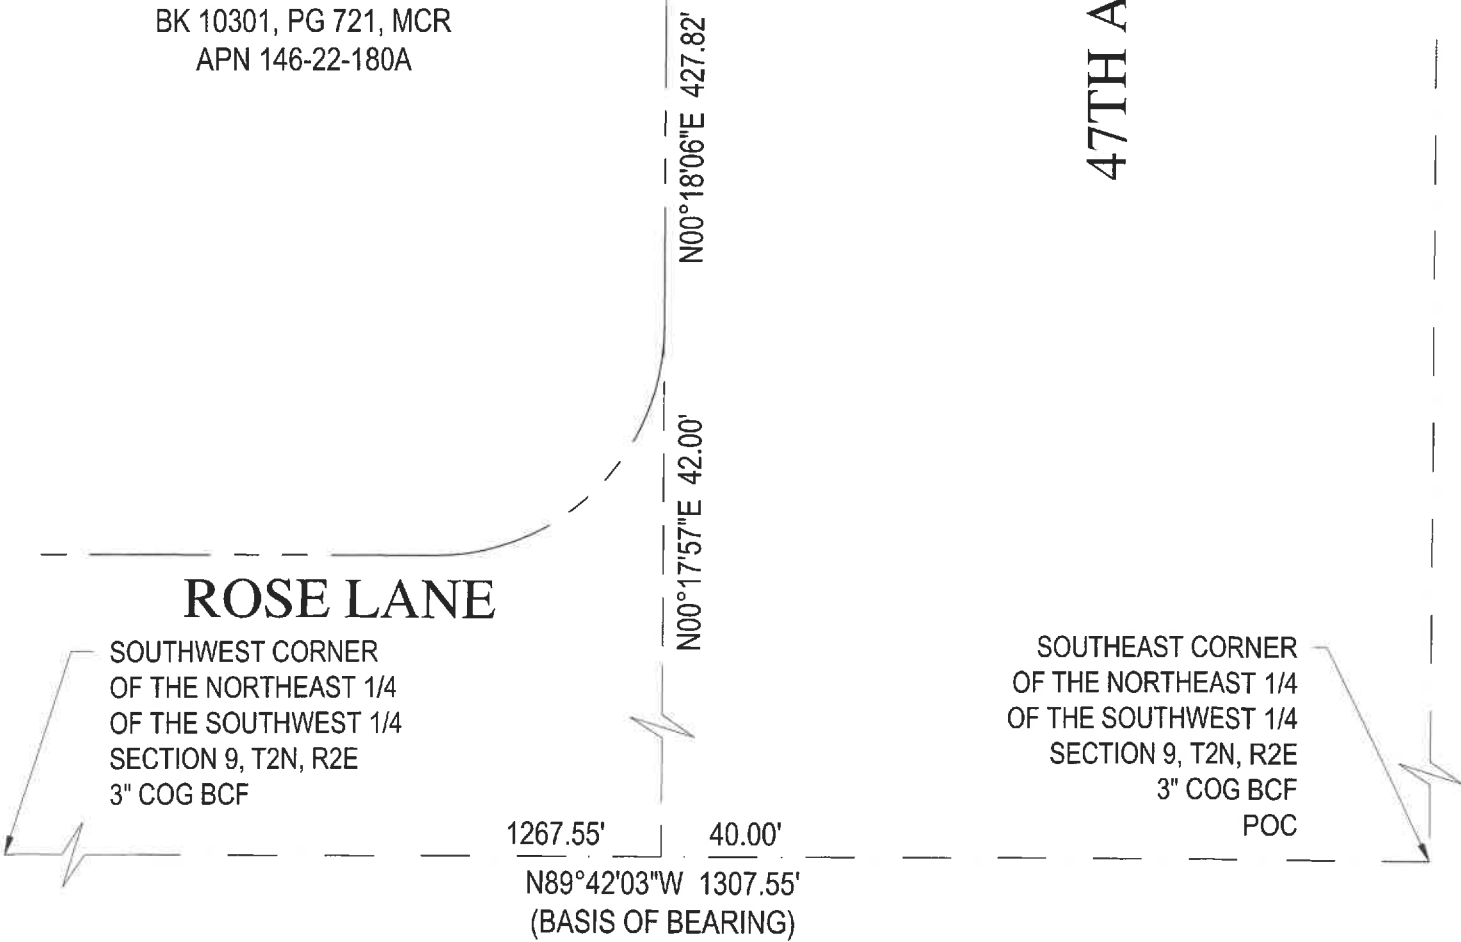 BK 10301, PG 721, MCR
APN 146-22-180A
N00°18'06"E 427.82'
47TH A
N00°17'57"E 42.00'
ROSE LANE
SOUTHWEST CORNER
OF THE NORTHEAST 1/4
OF THE SOUTHWEST 1/4
SECTION 9, T2N, R2E
3" COG BCF
SOUTHEAST CORNER
OF THE NORTHEAST 1/4
OF THE SOUTHWEST 1/4
SECTION 9, T2N, R2E
3" COG BCF
POC
1267.55' 40.00'
N89°42'03"W 1307.55'
(BASIS OF BEARING)